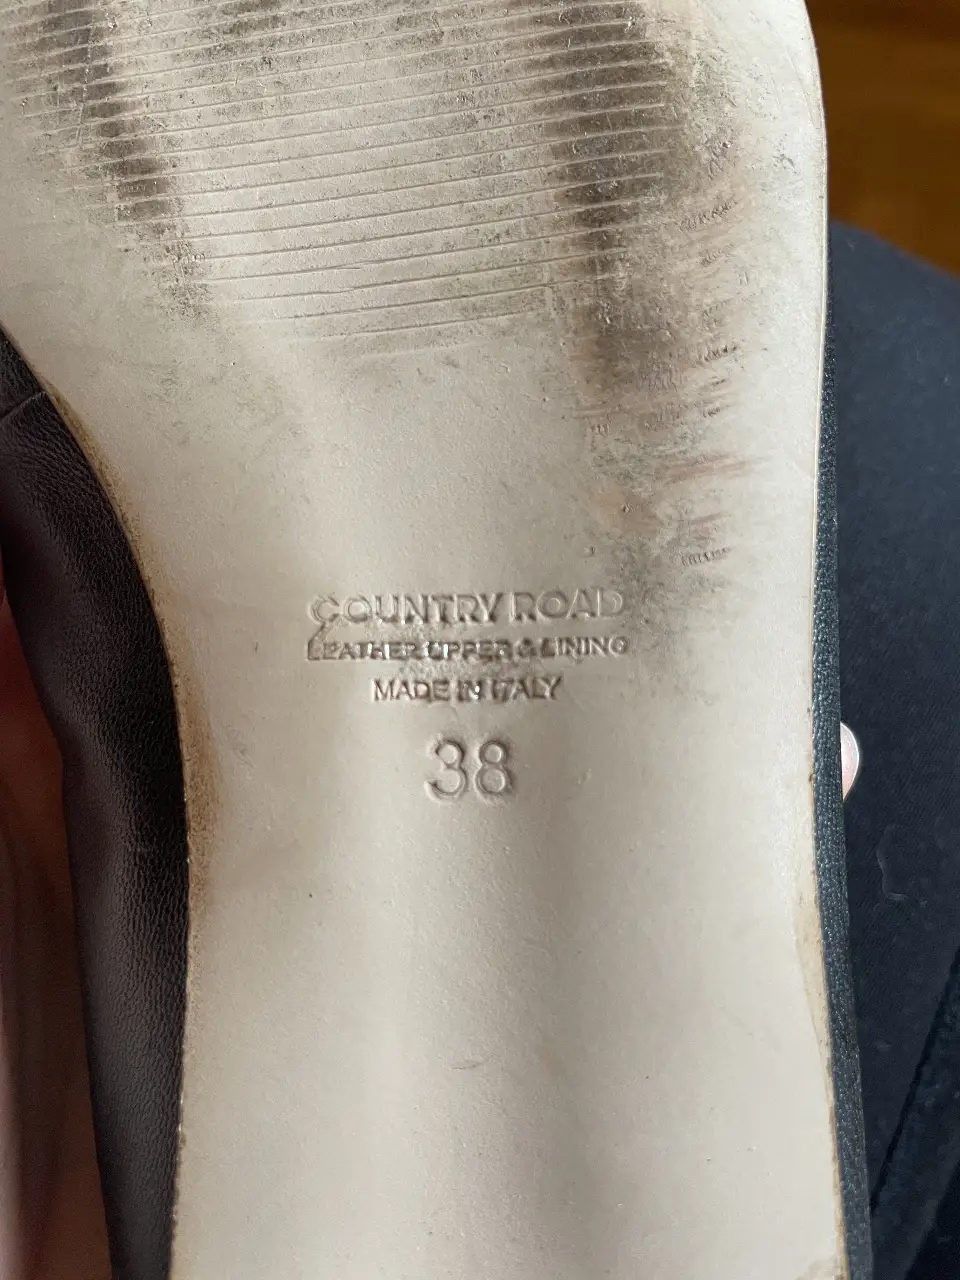 COUNTRY ROAD
LEATHER UPPER & LINING
MADE IN ITALY
38